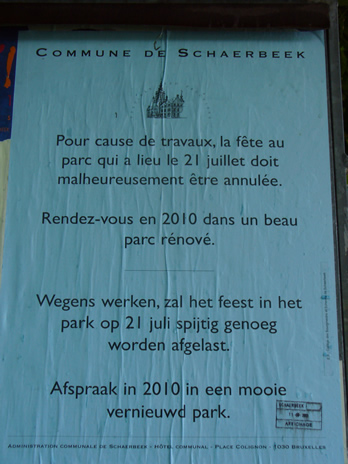 COMMUNE DE SCHAERBEEK
Pour cause de travaux, la fête au
parc qui a lieu le 21 juillet doit
malheureusement être annulée.
Rendez-vous en 2010 dans un beau
parc rénové.
Wegens werken, zal het feest in het
park op 21 juli spijtig genoeg
worden afgelast.
Afspraak in 2010 in een mooie
vernieuwd park.
SCHAERBEEK
AFFICHAGE
ADMINISTRATION COMMUNALE DE SCHAERBEEK - HÔTEL COMMUNAL - PLACE COLIGNON - 1030 BRUXELLES